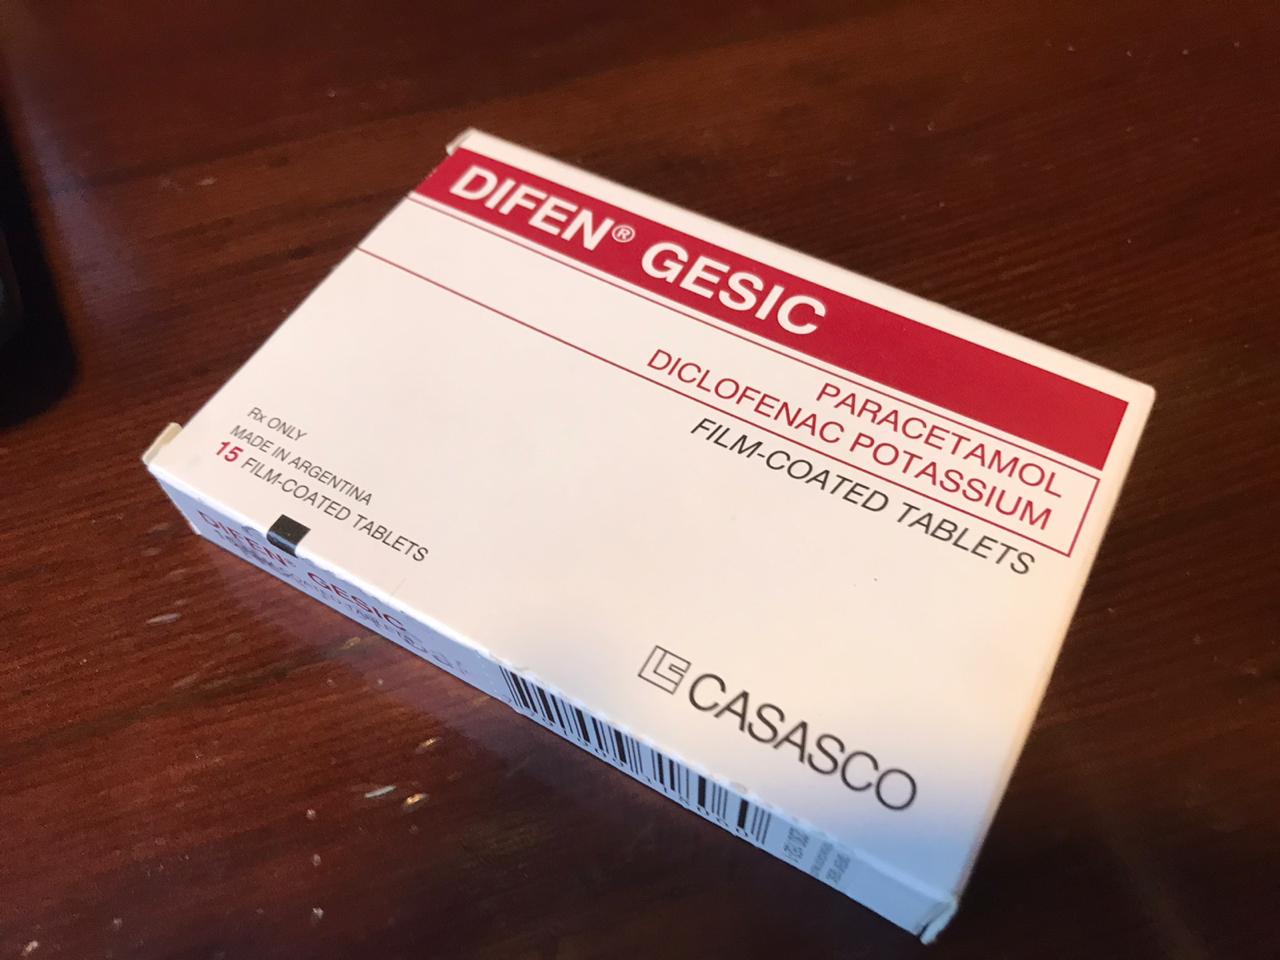 DIFEN® GESIC
PARACETAMOL
DICLOFENAC POTASSIUM
FILM-COATED TABLETS
Rx ONLY
MADE IN ARGENTINA
15 FILM-COATED TABLETS
CASASCO
DIFEN® GESIC